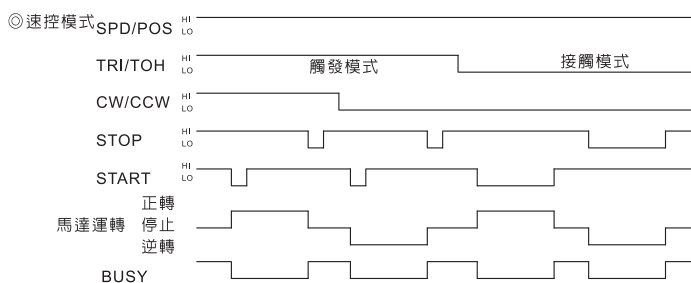 ◎速控模式 SPD/POS HI
LO
TRI/TOH HI
LO
觸發模式 接觸模式
CW/CCW HI
LO
STOP HI
LO
START HI
LO
正轉
馬達運轉 停止
逆轉
BUSY